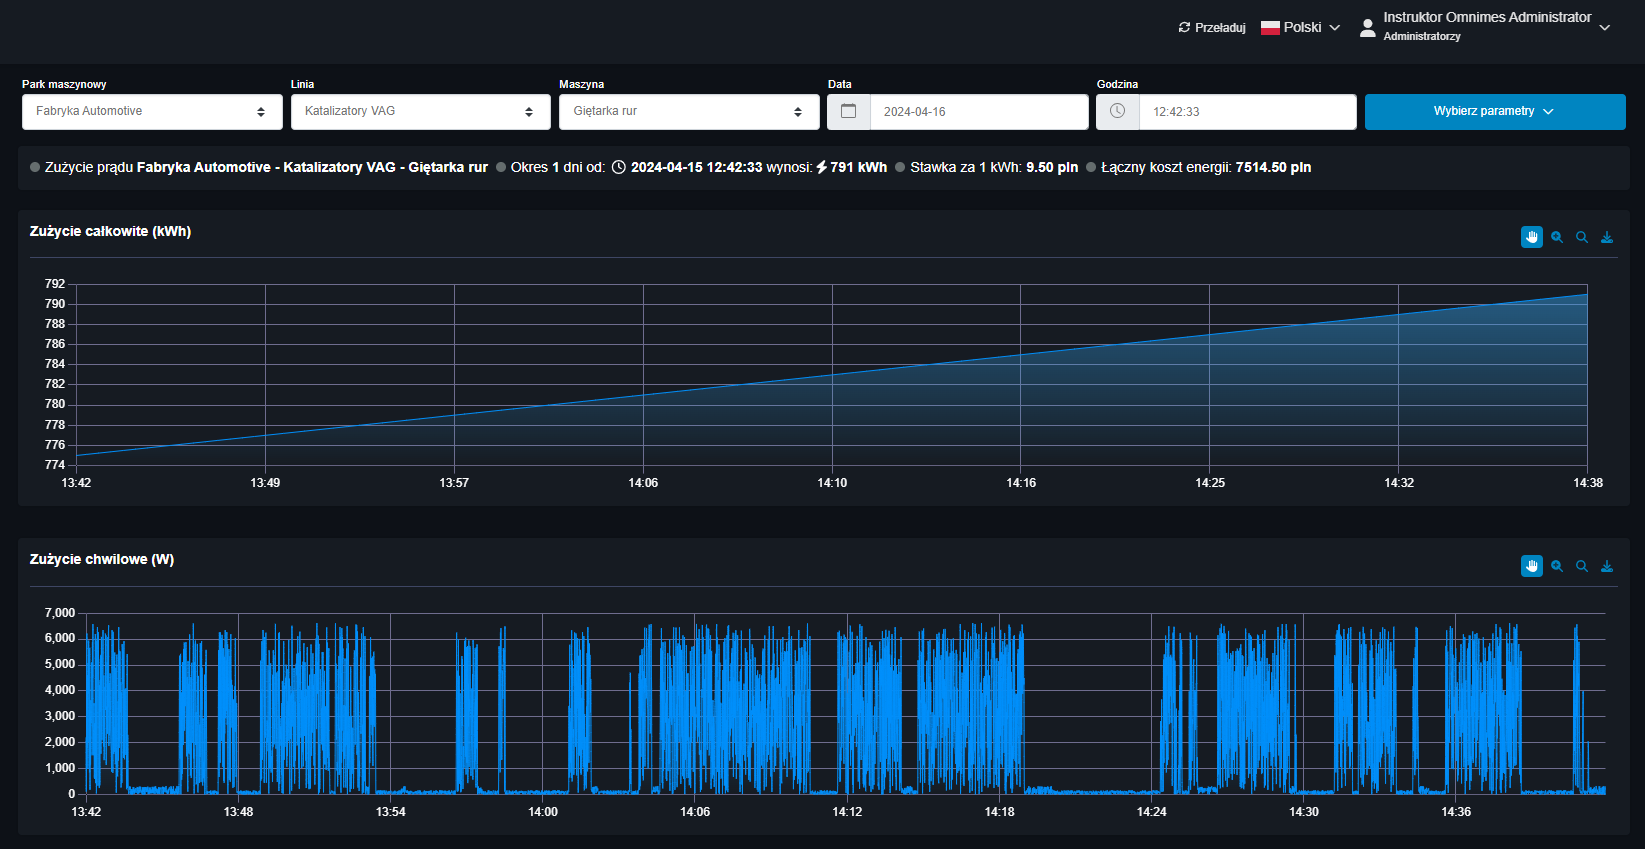 Przeładuj
Polski
Instruktor Omnimes Administrator
Administratorzy
Park maszynowy
Linia
Maszyna
Data
Godzina
Fabryka Automotive
Katalizatory VAG
Giętarka rur
2024-04-16
12:42:33
Wybierz parametry
Zużycie prądu Fabryka Automotive - Katalizatory VAG - Giętarka rur Okres 1 dni od: 2024-04-15 12:42:33 wynosi: 791 kWh Stawka za 1 kWh: 9.50 pln Łączny koszt energii: 7514.50 pln
Zużycie całkowite (kWh)
792
790
788
786
784
782
780
778
776
774
13:42 13:49 13:57 14:06 14:10 14:16 14:25 14:32 14:38
Zużycie chwilowe (W)
7,000
6,000
5,000
4,000
3,000
2,000
1,000
0
13:42 13:48 13:54 14:00 14:06 14:12 14:18 14:24 14:30 14:36